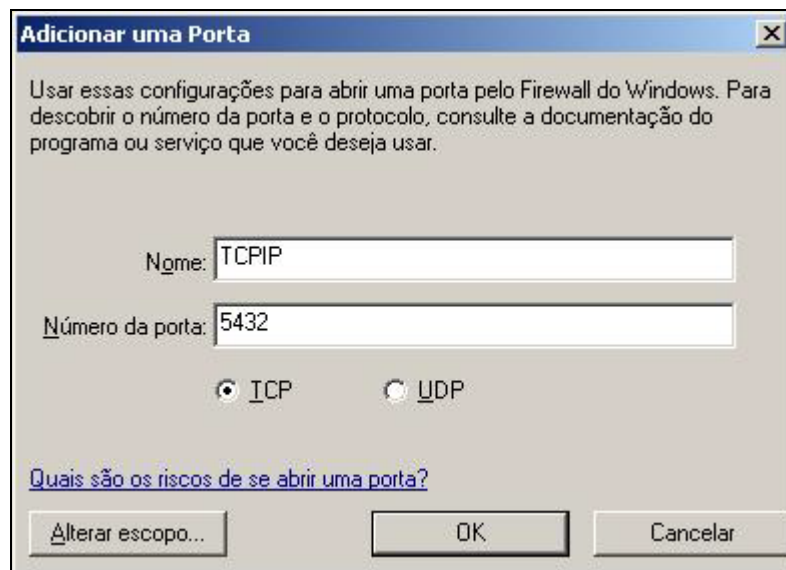 Adicionar uma Porta
Usar essas configurações para abrir uma porta pelo Firewall do Windows. Para
descobrir o número da porta e o protocolo, consulte a documentação do
programa ou serviço que você deseja usar.
Nome: TCPIP
Número da porta: 5432
TCP UDP
Quais são os riscos de se abrir uma porta?
Alterar escopo... OK Cancelar